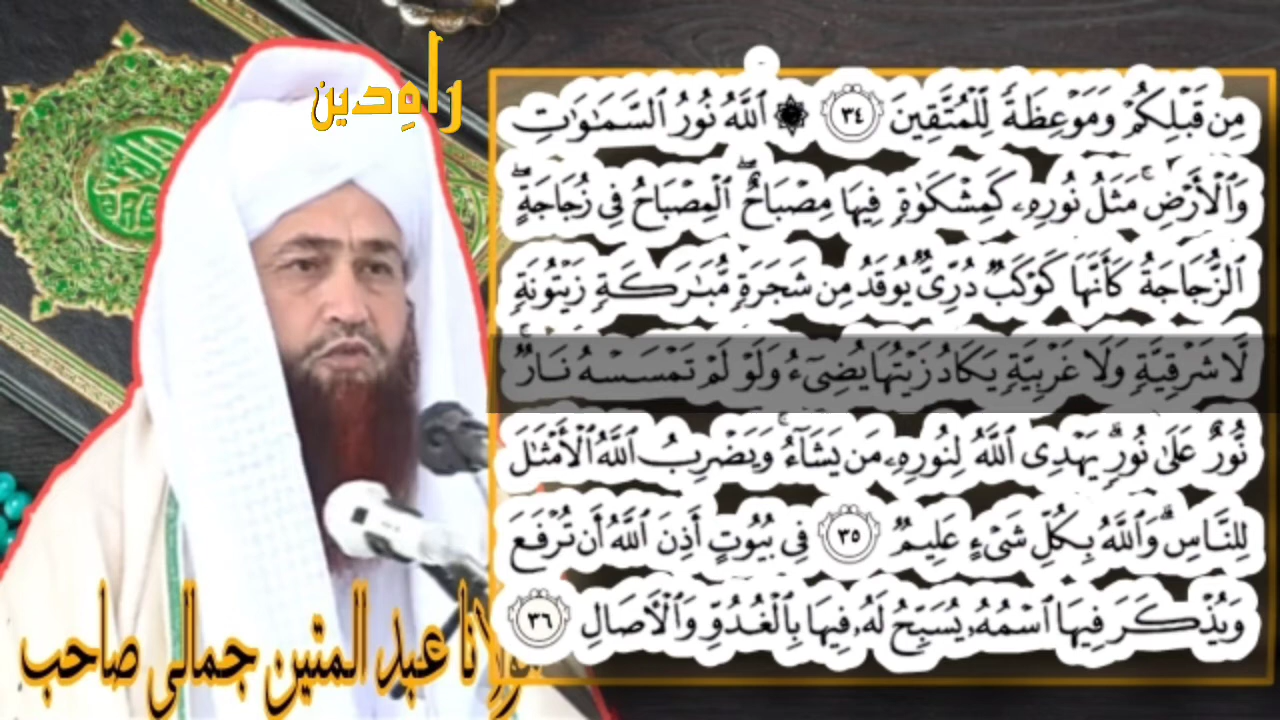 راہِ دین
مِن قَبۡلِكُمۡ وَمَوۡعِظَةٗ لِّلۡمُتَّقِينَ ٣٤ ۞ ٱللَّهُ نُورُ ٱلسَّمَٰوَٰتِ
وَٱلۡأَرۡضِۚ مَثَلُ نُورِهِۦ كَمِشۡكَوٰةٖ فِيهَا مِصۡبَاحٌۖ ٱلۡمِصۡبَاحُ فِي زُجَاجَةٍۖ
ٱلزُّجَاجَةُ كَأَنَّهَا كَوۡكَبٞ دُرِّيّٞ يُوقَدُ مِن شَجَرَةٖ مُّبَٰرَكَةٖ زَيۡتُونَةٖ
لَّا شَرۡقِيَّةٖ وَلَا غَرۡبِيَّةٖ يَكَادُ زَيۡتُهَا يُضِيٓءُ وَلَوۡ لَمۡ تَمۡسَسۡهُ نَارٞۚ
نُّورٌ عَلَىٰ نُورٖۚ يَهۡدِي ٱللَّهُ لِنُورِهِۦ مَن يَشَآءُۚ وَيَضۡرِبُ ٱللَّهُ ٱلۡأَمۡثَٰلَ
لِلنَّاسِۗ وَٱللَّهُ بِكُلِّ شَيۡءٍ عَلِيمٞ ٣٥ فِي بُيُوتٍ أَذِنَ ٱللَّهُ أَن تُرۡفَعَ
وَيُذۡكَرَ فِيهَا ٱسۡمُهُۥ يُسَبِّحُ لَهُۥ فِيهَا بِٱلۡغُدُوِّ وَٱلۡأٓصَالِ ٣٦
مولانا عبد المتین جمالی صاحب